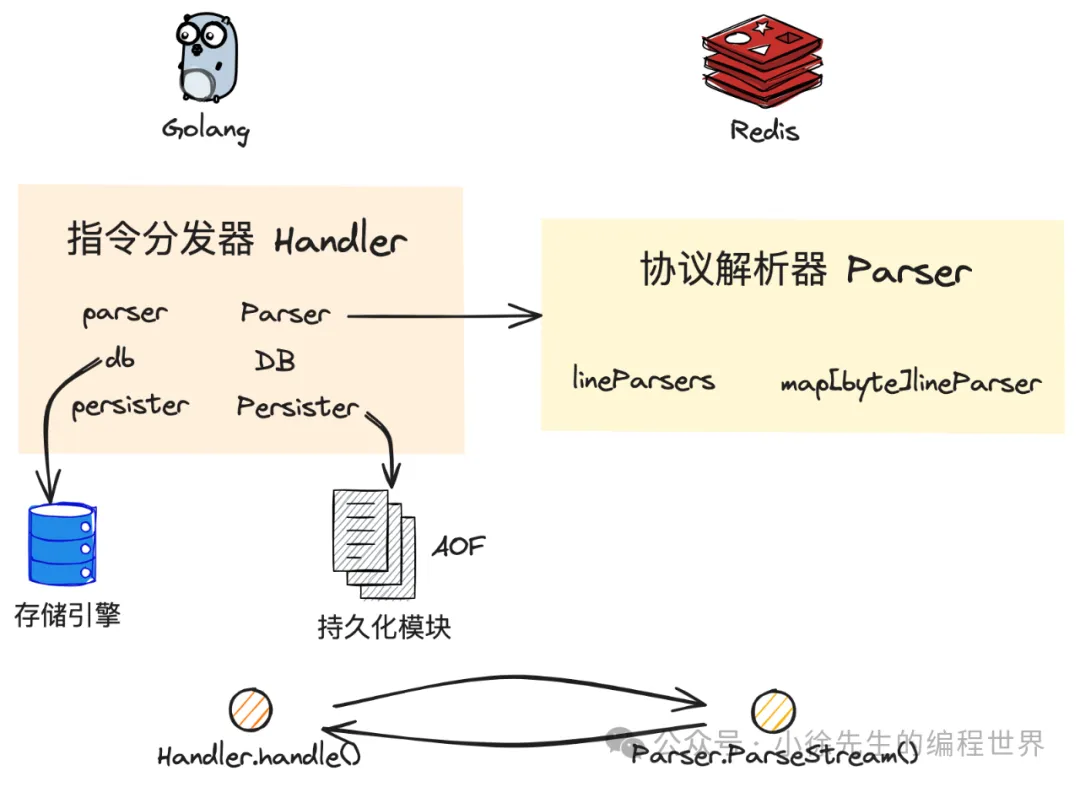 Golang
Redis
指令分发器 Handler
parser Parser
db DB
persister Persister
协议解析器 Parser
lineParsers map[byte]lineParser
AOF
存储引擎
持久化模块
Handler.handle()
Parser.ParseStream()
公众号·小徐先生的编程世界